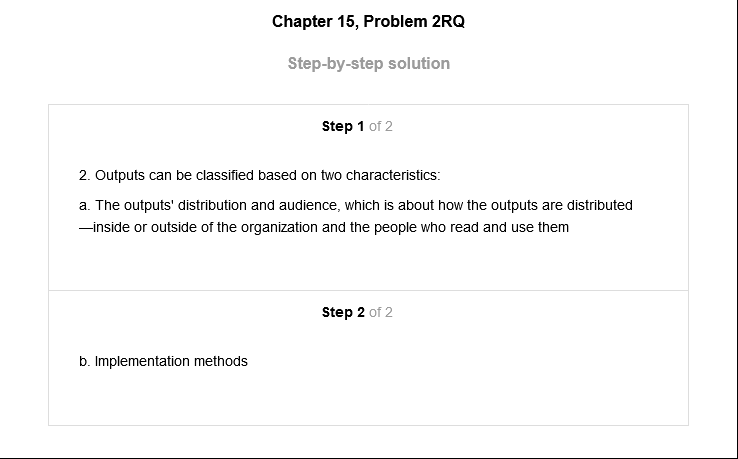 Chapter 15, Problem 2RQ
Step-by-step solution
Step 1 of 2
2. Outputs can be classified based on two characteristics:
a. The outputs' distribution and audience, which is about how the outputs are distributed
—inside or outside of the organization and the people who read and use them
Step 2 of 2
b. Implementation methods